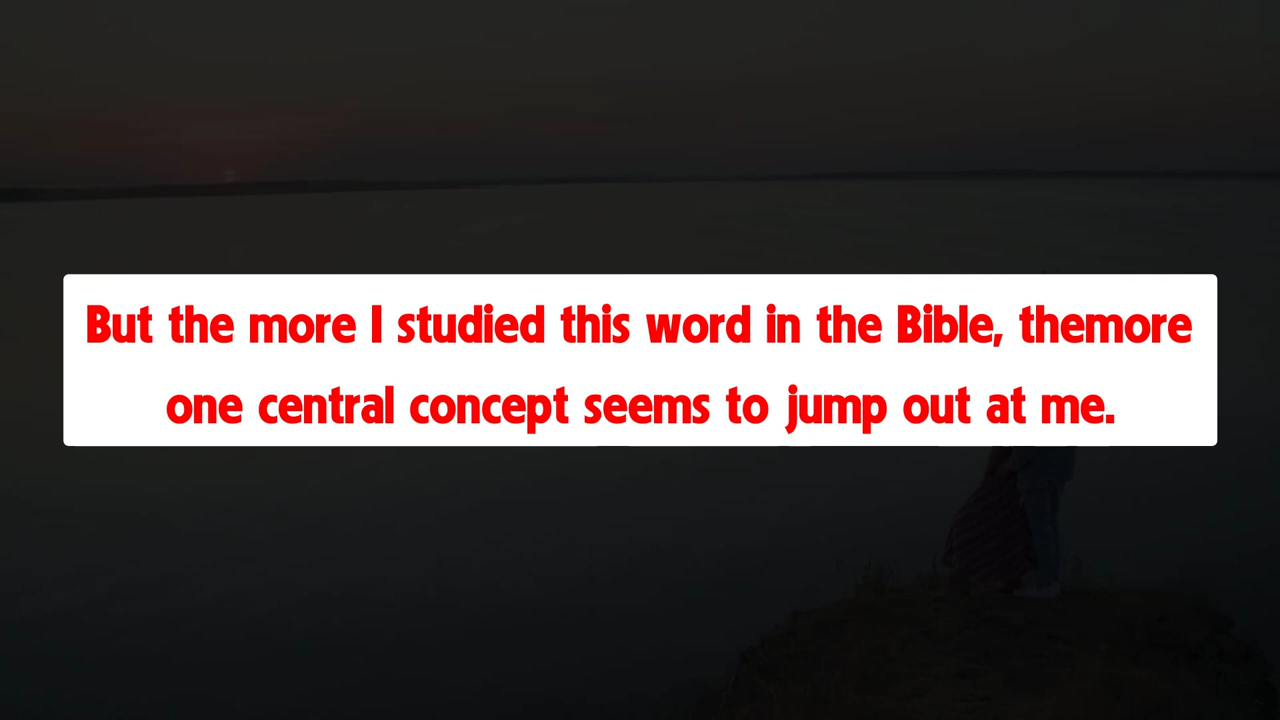 But the more I studied this word in the Bible, themore
one central concept seems to jump out at me.